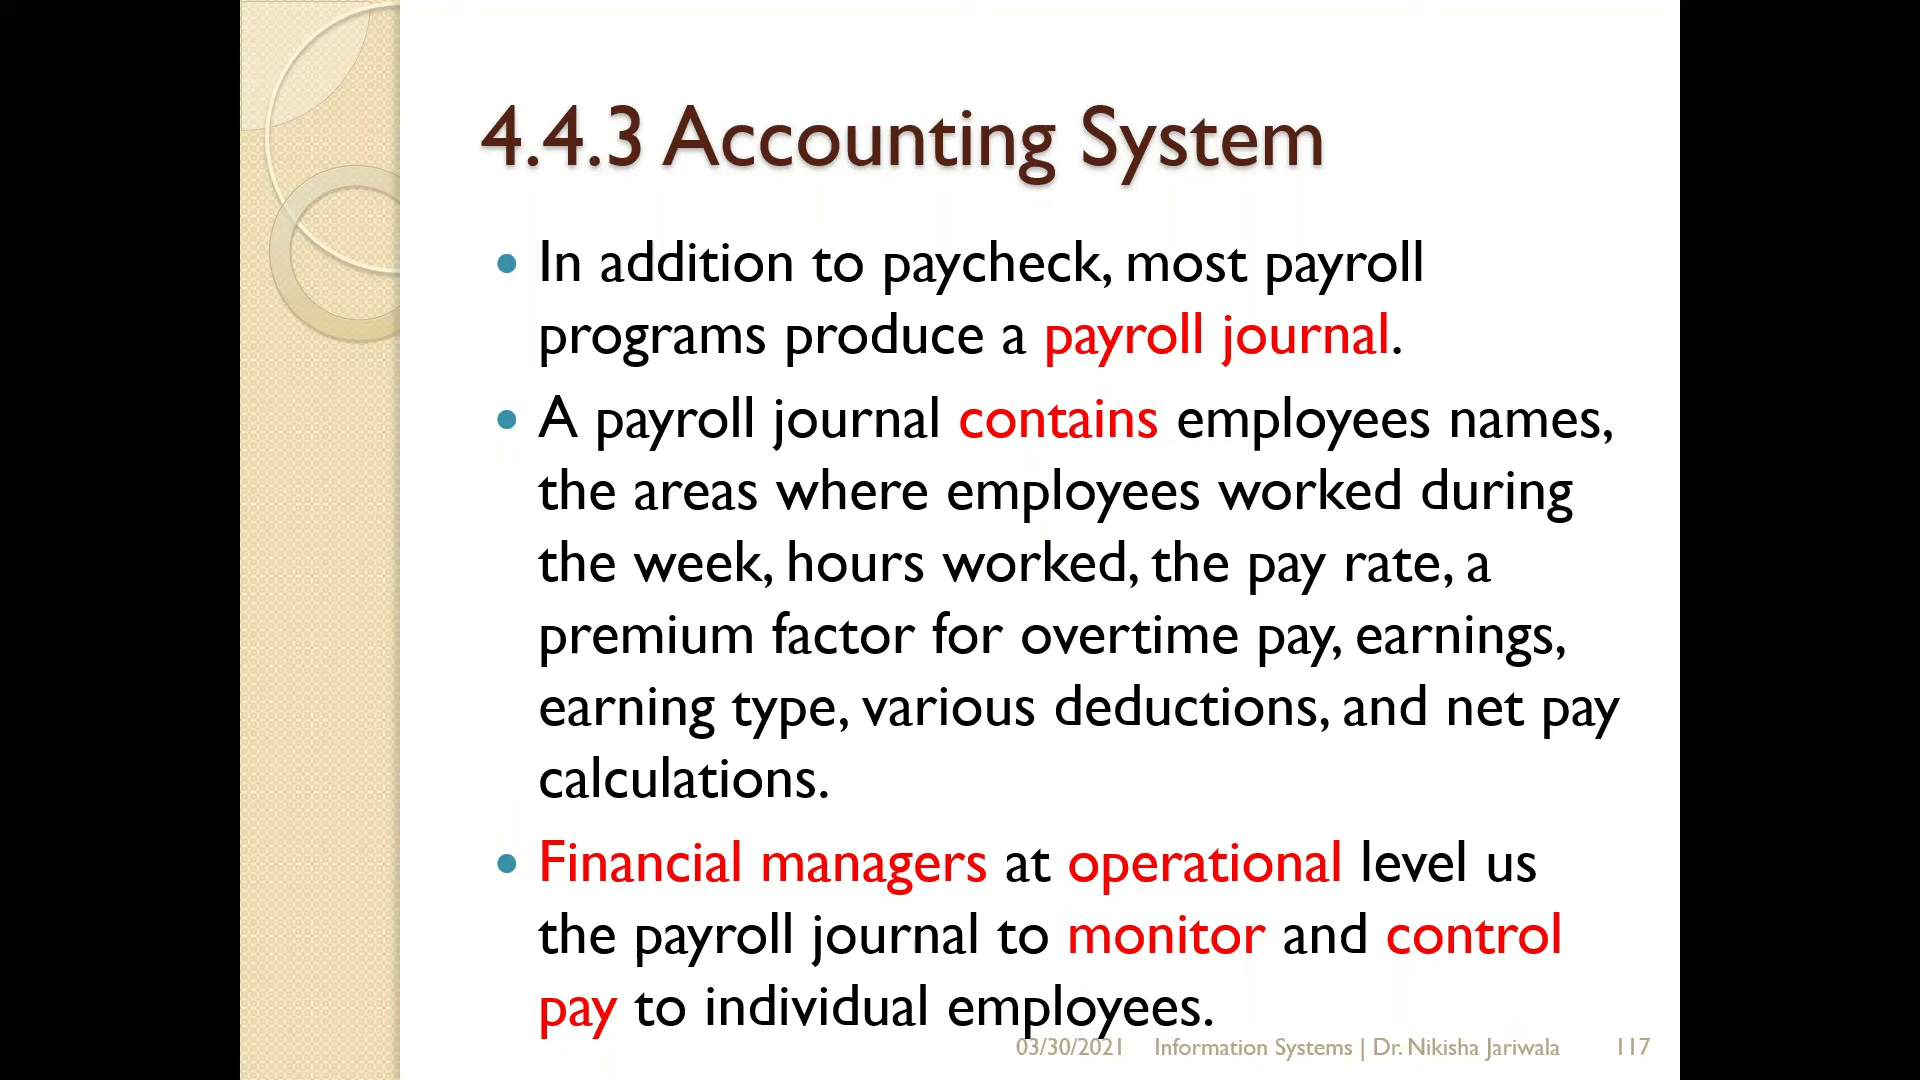 4.4.3 Accounting System
• In addition to paycheck, most payroll
programs produce a payroll journal.
• A payroll journal contains employees names,
the areas where employees worked during
the week, hours worked, the pay rate, a
premium factor for overtime pay, earnings,
earning type, various deductions, and net pay
calculations.
• Financial managers at operational level us
the payroll journal to monitor and control
pay to individual employees.
03/30/2021 Information Systems | Dr. Nikisha Jariwala 117